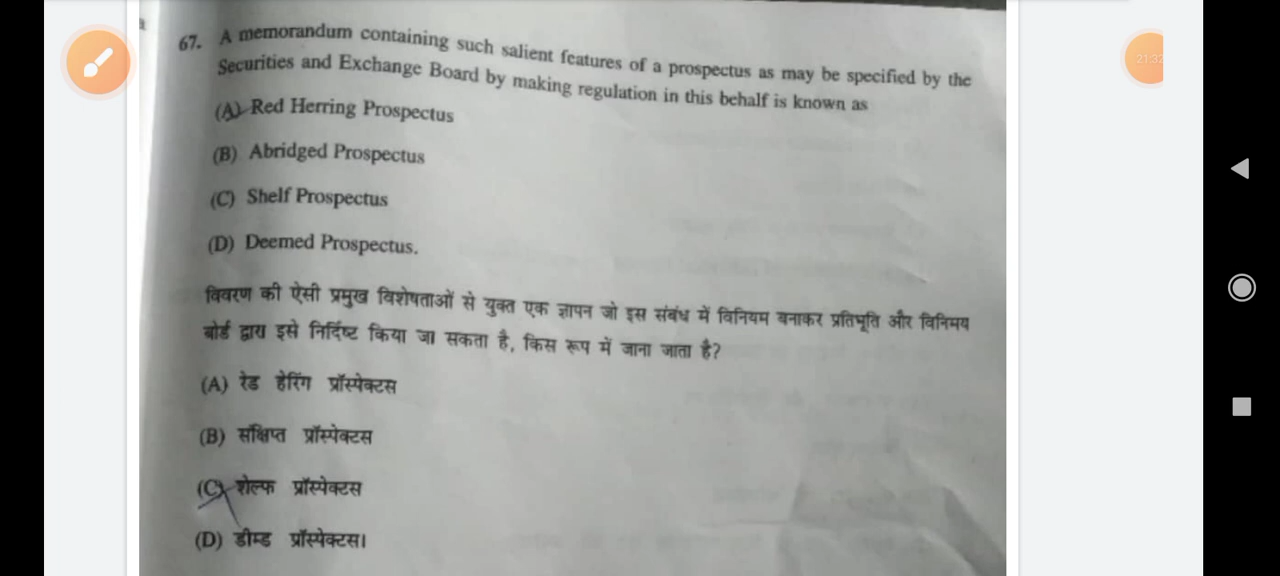 21:32
67. A memorandum containing such salient features of a prospectus as may be specified by the
Securities and Exchange Board by making regulation in this behalf is known as
(A) Red Herring Prospectus
(B) Abridged Prospectus
(C) Shelf Prospectus
(D) Deemed Prospectus.
विवरण की ऐसी प्रमुख विशेषताओं से युक्त एक ज्ञापन जो इस संबंध में विनियम बनाकर प्रतिभूति और विनिमय
बोर्ड द्वारा इसे निर्दिष्ट किया जा सकता है, किस रूप में जाना जाता है?
(A) रेड हेरिंग प्रॉस्पेक्टस
(B) संक्षिप्त प्रॉस्पेक्टस
(C) शेल्फ प्रॉस्पेक्टस
(D) डीम्ड प्रॉस्पेक्टस।